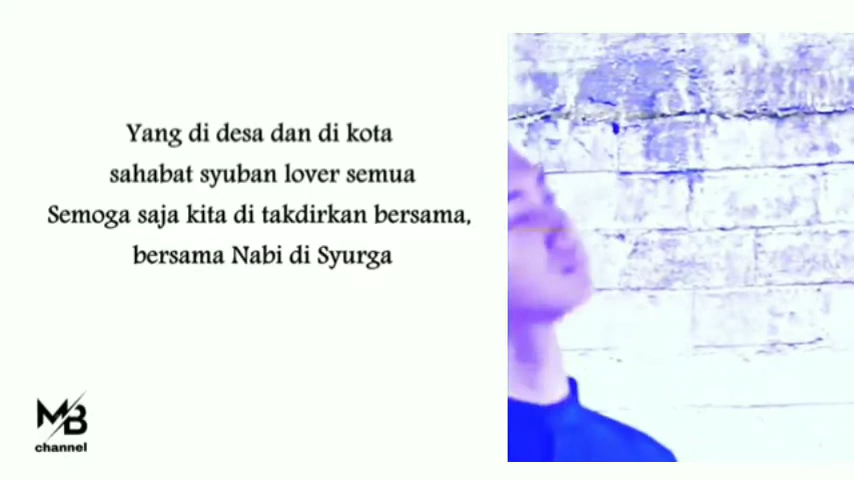 Yang di desa dan di kota
sahabat syuban lover semua
Semoga saja kita di takdirkan bersama,
bersama Nabi di Syurga
MB
channel